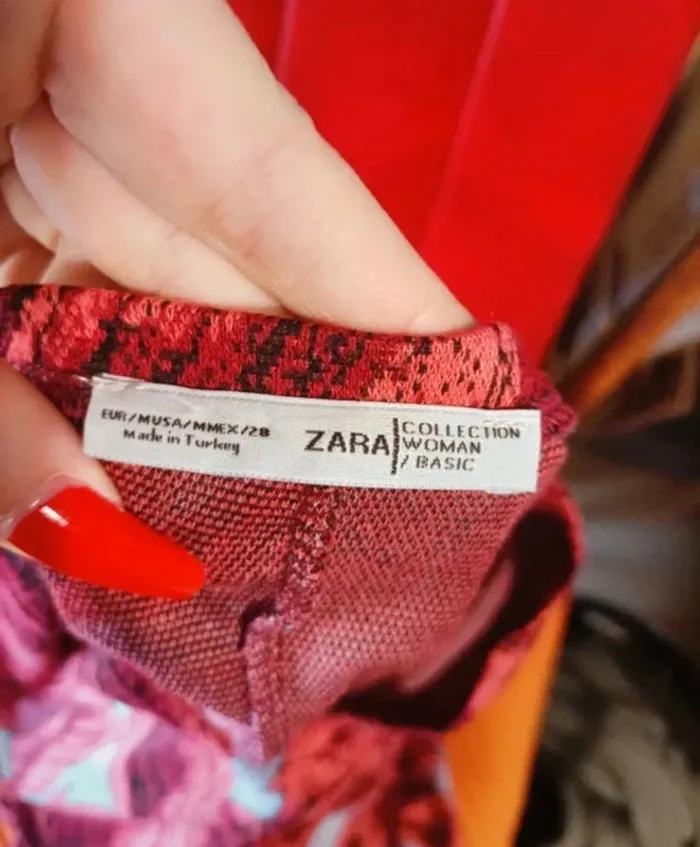 EUR/MUSA/MMEX/28
Made in Turkey
ZARA
COLLECTION
WOMAN
/ BASIC